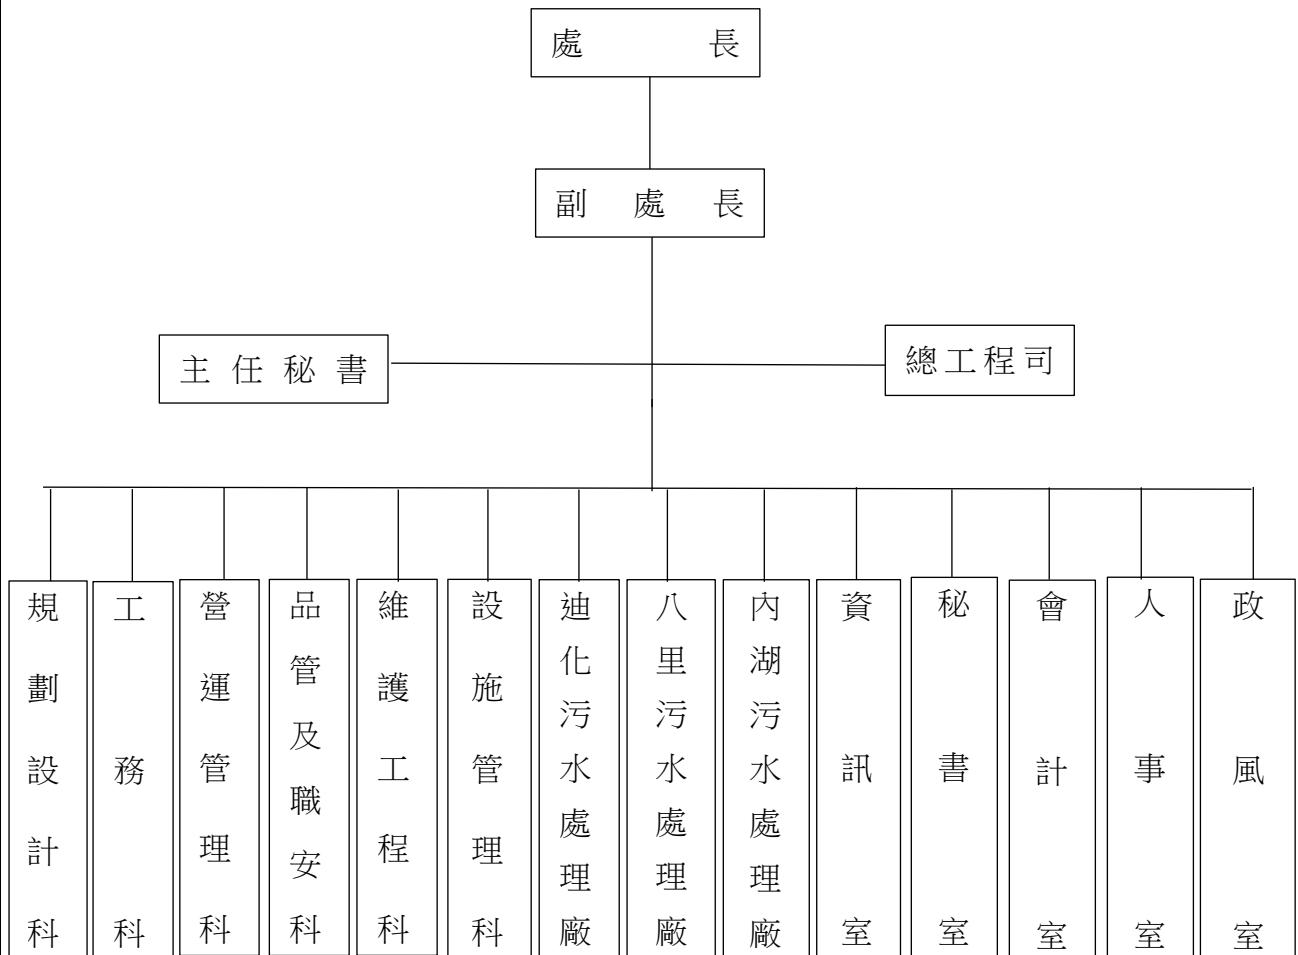 處長
副處長
主任秘書
總工程司
規劃設計科
工務科
營運管理科
品管及職安科
維護工程科
設施管理科
迪化污水處理廠
八里污水處理廠
內湖污水處理廠
資訊室
秘書室
會計室
人事室
政風室